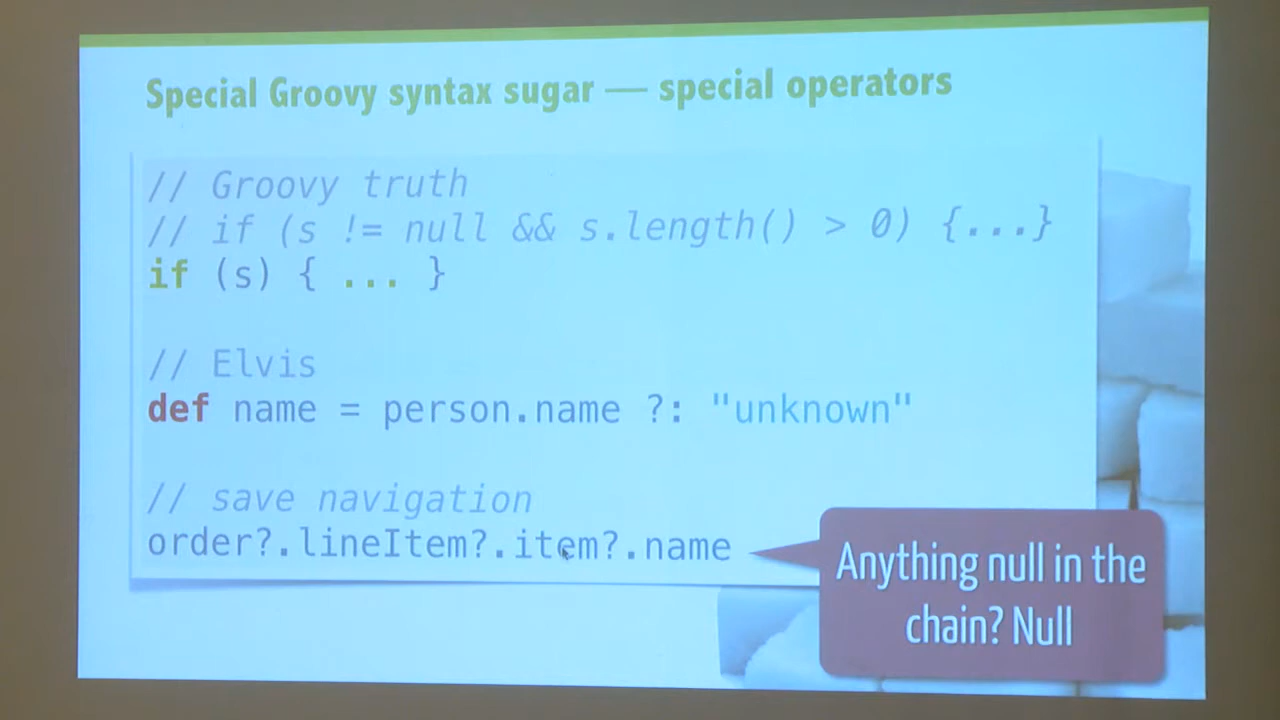 Special Groovy syntax sugar — special operators
// Groovy truth
// if (s != null && s.length() > 0) {...}
if (s) { ... }
// Elvis
def name = person.name ?: "unknown"
// save navigation
order?.lineItem?.item?.name
Anything null in the
chain? Null